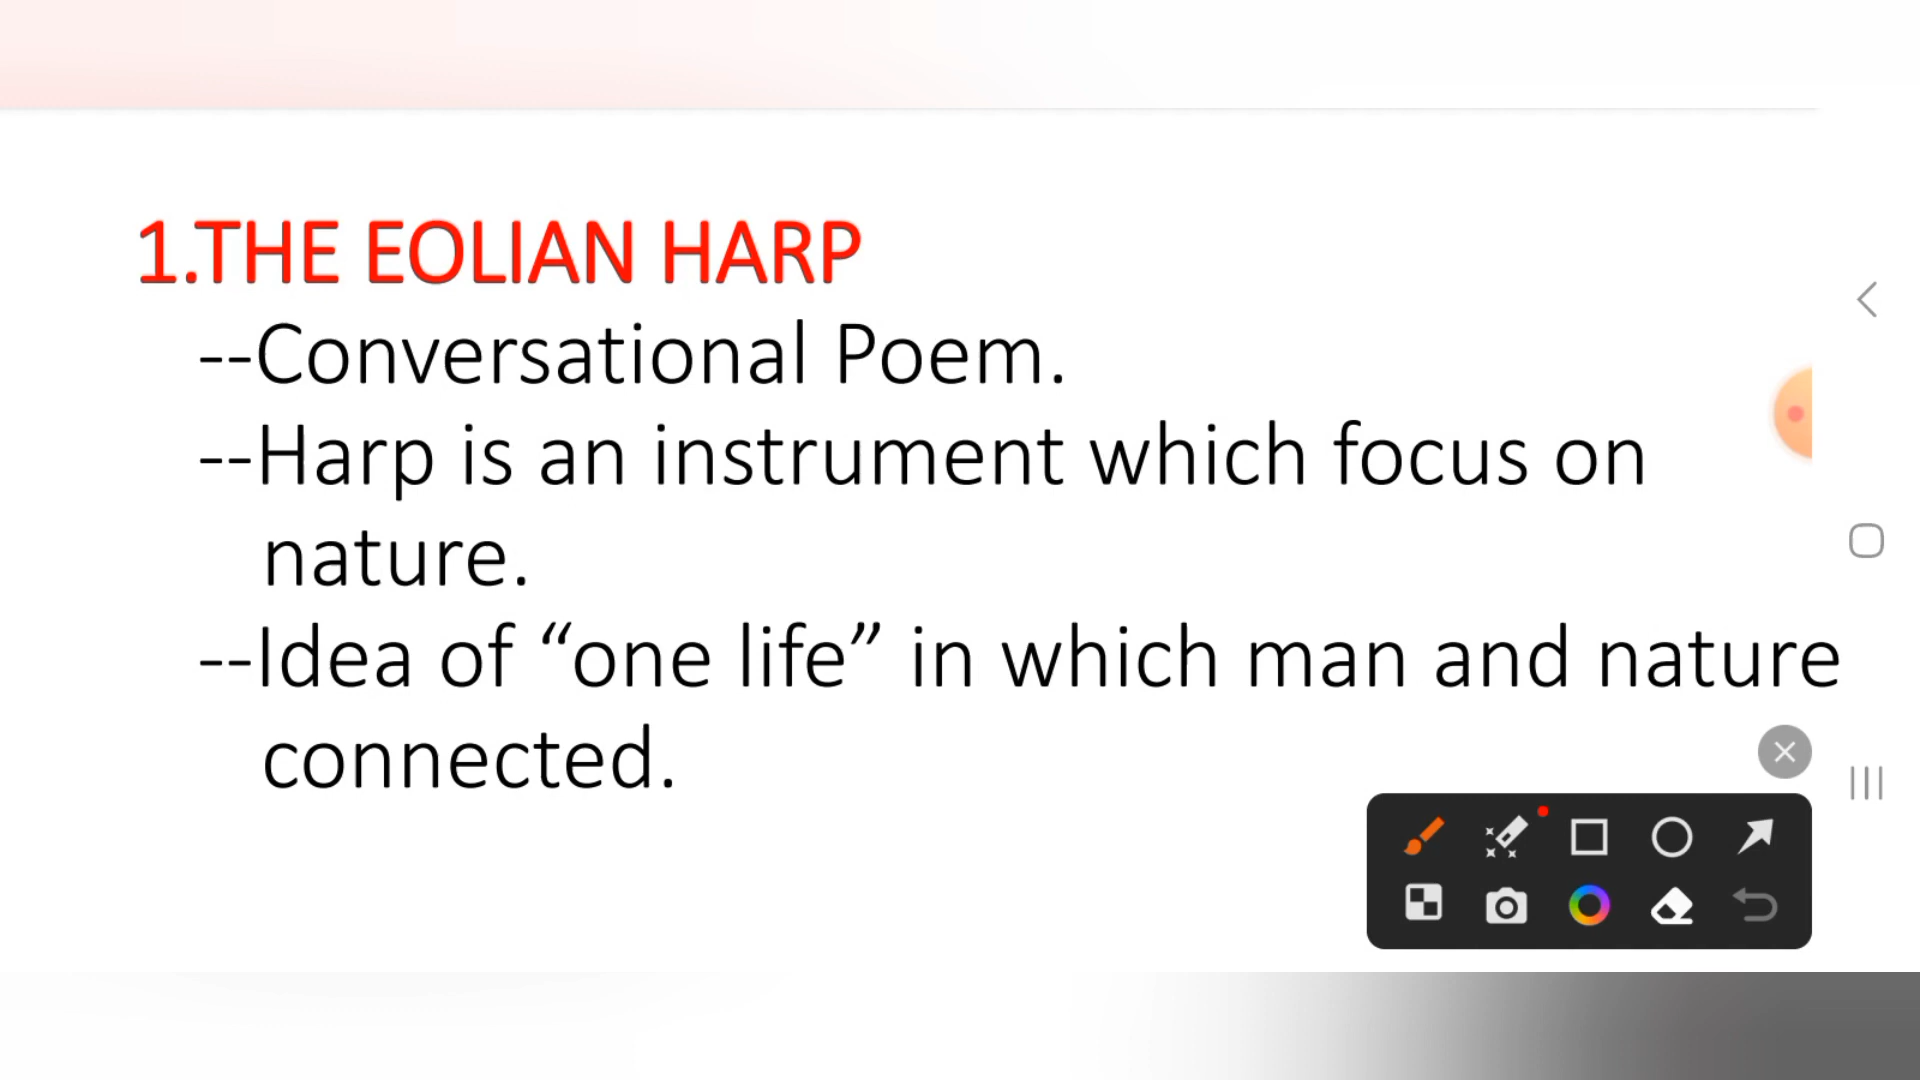 1.THE EOLIAN HARP
--Conversational Poem.
--Harp is an instrument which focus on
nature.
--Idea of “one life” in which man and nature
connected.